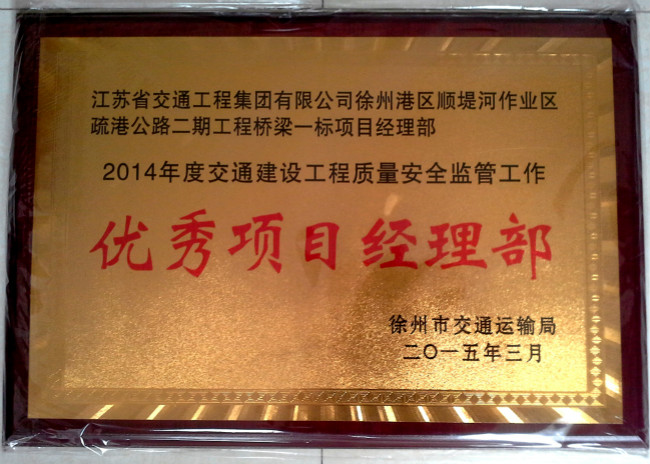 江苏省交通工程集团有限公司徐州港区顺堤河作业区
疏港公路二期工程桥梁一标项目经理部
2014年度交通建设工程质量安全监管工作
优秀项目经理部
徐州市交通运输局
二〇一五年三月